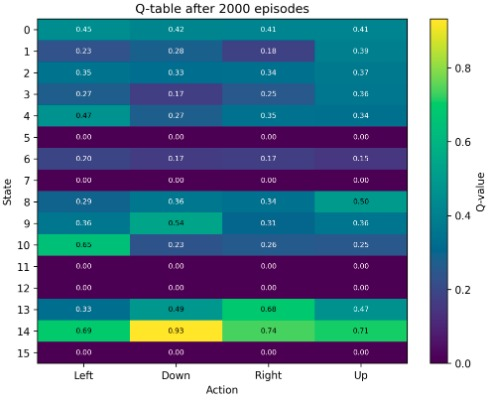 Q-table after 2000 episodes
0 0.45 0.42 0.41 0.41
1 0.23 0.28 0.18 0.39
2 0.35 0.33 0.34 0.37
3 0.27 0.17 0.25 0.36
4 0.47 0.27 0.35 0.34
5 0.00 0.00 0.00 0.00
6 0.20 0.17 0.17 0.15
7 0.00 0.00 0.00 0.00
8 0.29 0.36 0.34 0.50
9 0.36 0.54 0.31 0.36
10 0.65 0.23 0.26 0.25
11 0.00 0.00 0.00 0.00
12 0.00 0.00 0.00 0.00
13 0.33 0.49 0.68 0.47
14 0.69 0.93 0.74 0.71
15 0.00 0.00 0.00 0.00
Left Down Right Up
Action
State
0.8
0.6
0.4
0.2
0.0
Q-value